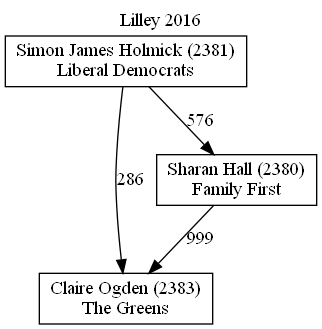 Lilley 2016
Simon James Holmick (2381)
Liberal Democrats
576
Sharan Hall (2380)
Family First
286
999
Claire Ogden (2383)
The Greens